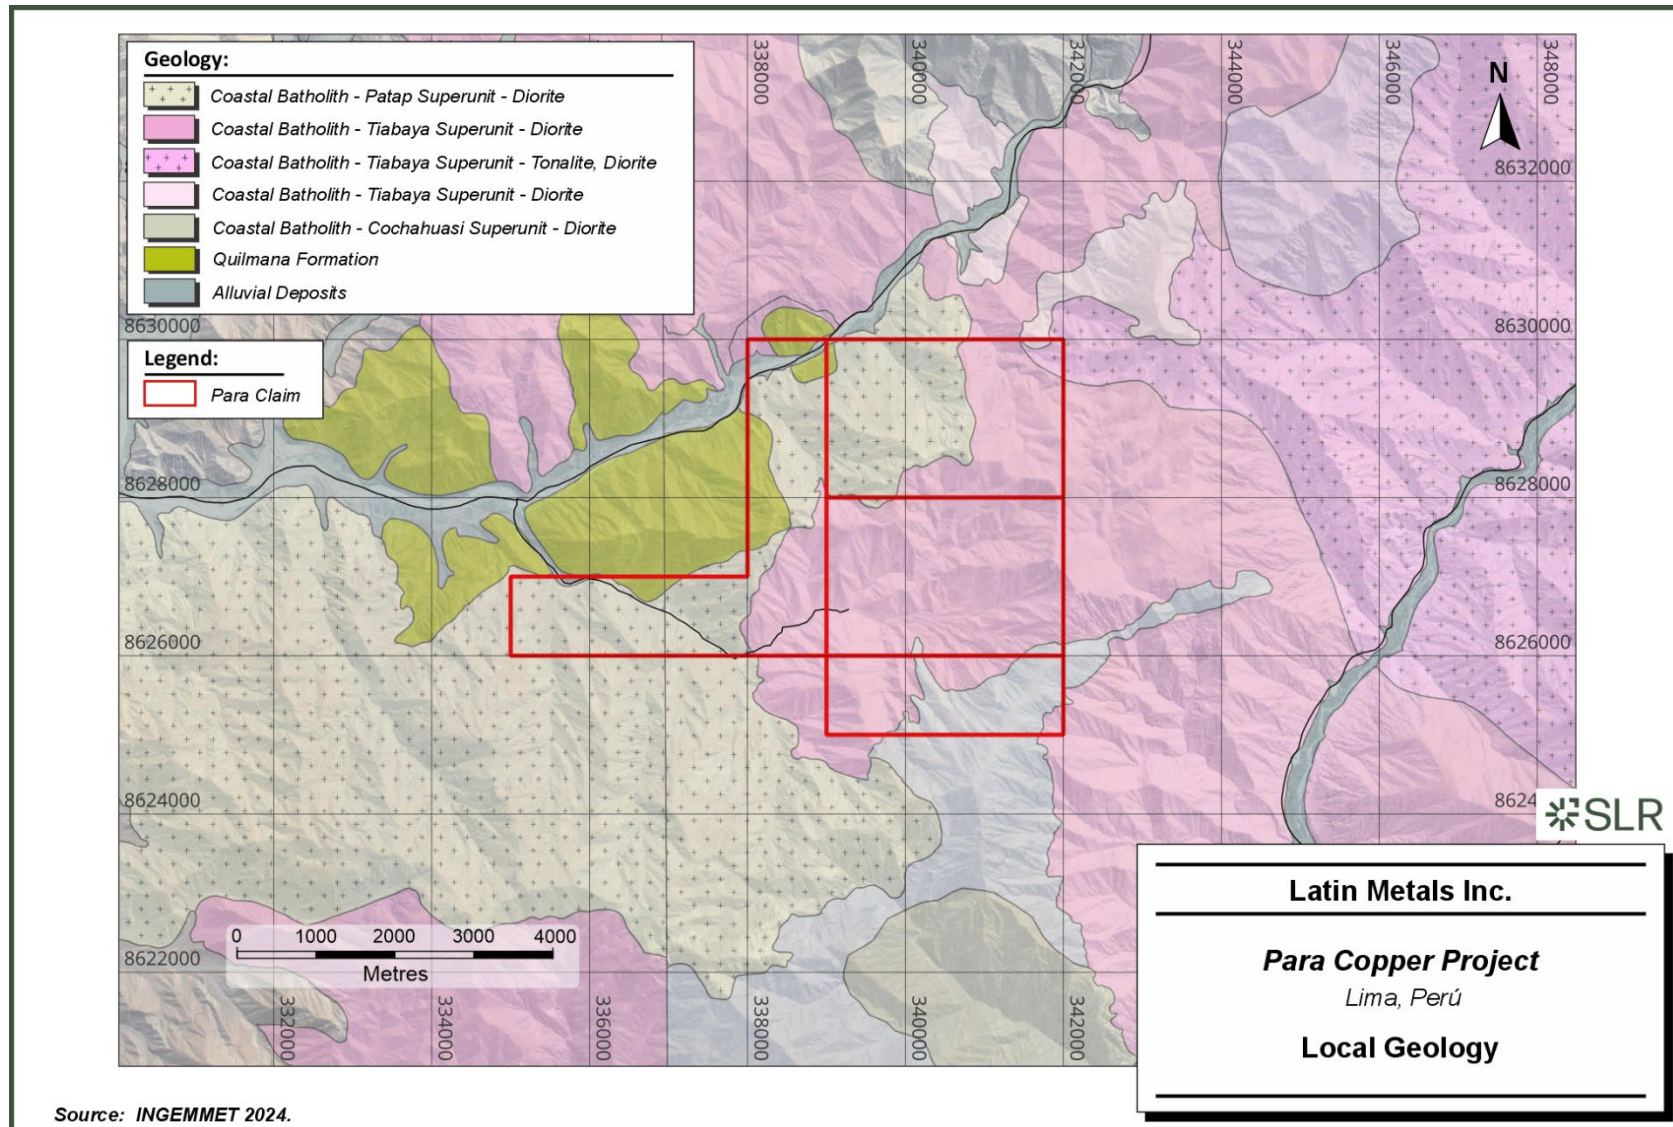 Geology:
Coastal Batholith - Patap Superunit - Diorite
Coastal Batholith - Tiabaya Superunit - Diorite
Coastal Batholith - Tiabaya Superunit - Tonalite, Diorite
Coastal Batholith - Tiabaya Superunit - Diorite
Coastal Batholith - Cochahuasi Superunit - Diorite
Quilmana Formation
Alluvial Deposits
Legend:
Para Claim
338000
340000
342000
344000
346000
348000
N
8632000
8630000
8630000
8628000
8628000
8626000
8626000
8624000
8624
8622000
0 1000 2000 3000 4000
Metres
332000
334000
336000
338000
340000
342000
SLR
Latin Metals Inc.
Para Copper Project
Lima, Perú
Local Geology
Source: INGEMMET 2024.